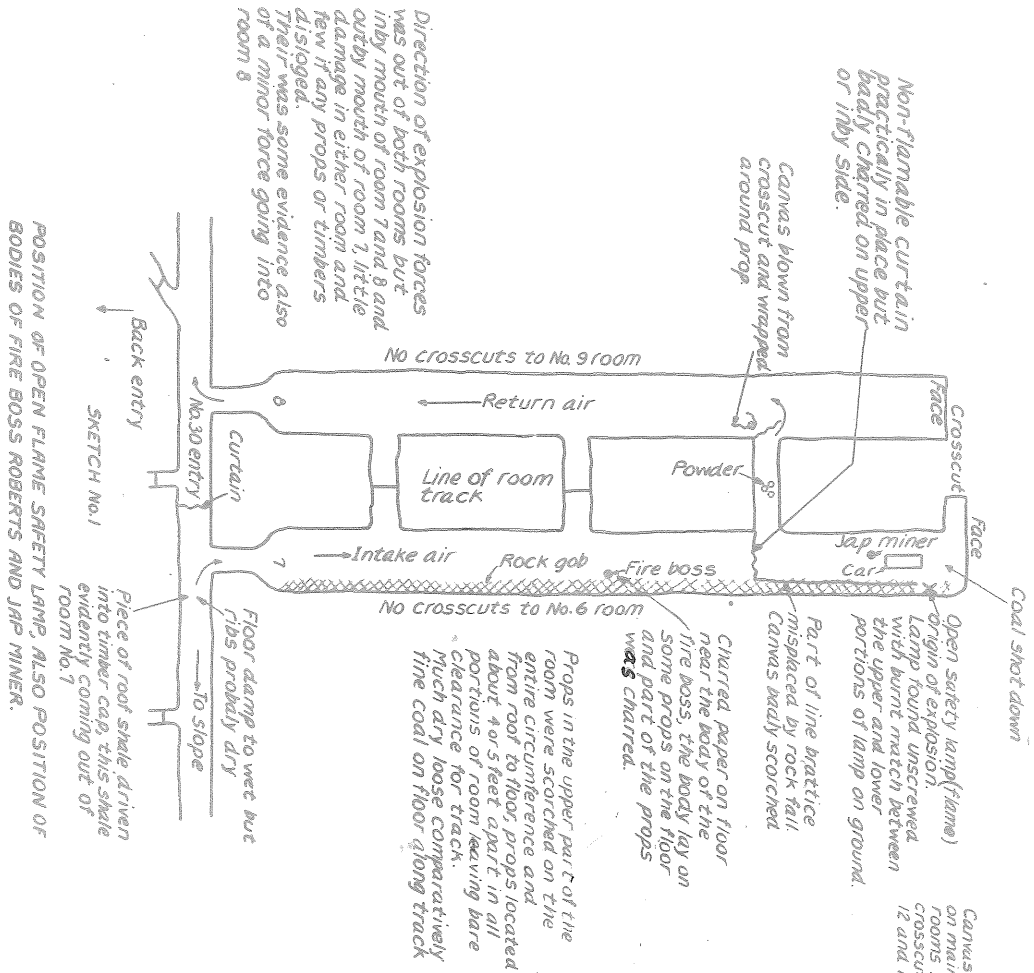 Direction of explosion forces
was out of both rooms but
inby mouth of room 7 and 8 and
outby mouth of room 7, little
damage in either room and
few if any props or timbers
disloged.
Their was some evidence also
of a minor force going into
room 8
Non-flamable curtain
practically in place but
badly charred on upper
or inby side.
Canvas blown from
crosscut and wrapped
around prop
No crosscuts to No. 9 room
Face
Crosscut
Face
Coal shot down
8
Return air
Powder
Line of room
track
Jap miner
Car
7
Intake air
Rock gob
Fire boss
No crosscuts to No. 6 room
Back entry
No. 30 entry
Curtain
To slope
Open safety lamp (flame)
origin of explosion.
Lamp found unscrewed
with burnt match between
the upper and lower
portions of lamp on ground.
Part of line brattice
misplaced by rock fall.
Canvas badly scorched
Charred paper on floor
near the body of the
fire boss, the body lay on
some props on the floor
and part of the props
was charred.
Props in the upper part of the
room were scorched on the
entire circumference and
from roof to floor, props located
about 4 or 5 feet apart in all
portions of room leaving bare
clearance for track.
Much dry loose comparatively
fine coal on floor along track
Floor damp to wet but
ribs probaly dry
Piece of roof shale driven
into timber cap, this shale
evidently coming out of
room No. 7
Canvas
on main
rooms
crosscu
12 and
SKETCH No. 1
POSITION OF OPEN FLAME SAFETY LAMP, ALSO POSITION OF
BODIES OF FIRE BOSS ROBERTS AND JAP MINER.